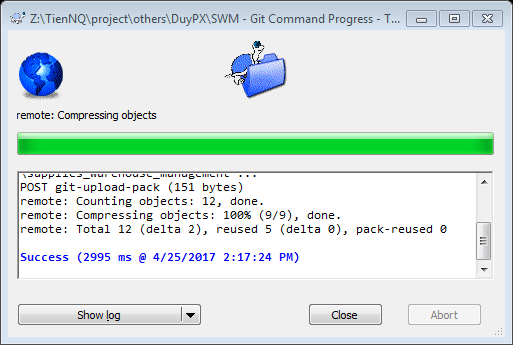 Z:\TienNQ\project\others\DuyPX\SWM - Git Command Progress - T...
remote: Compressing objects
\supplies_warehouse_management ...
POST git-upload-pack (151 bytes)
remote: Counting objects: 12, done.
remote: Compressing objects: 100% (9/9), done.
remote: Total 12 (delta 2), reused 5 (delta 0), pack-reused 0
Success (2995 ms @ 4/25/2017 2:17:24 PM)
Show log Close Abort